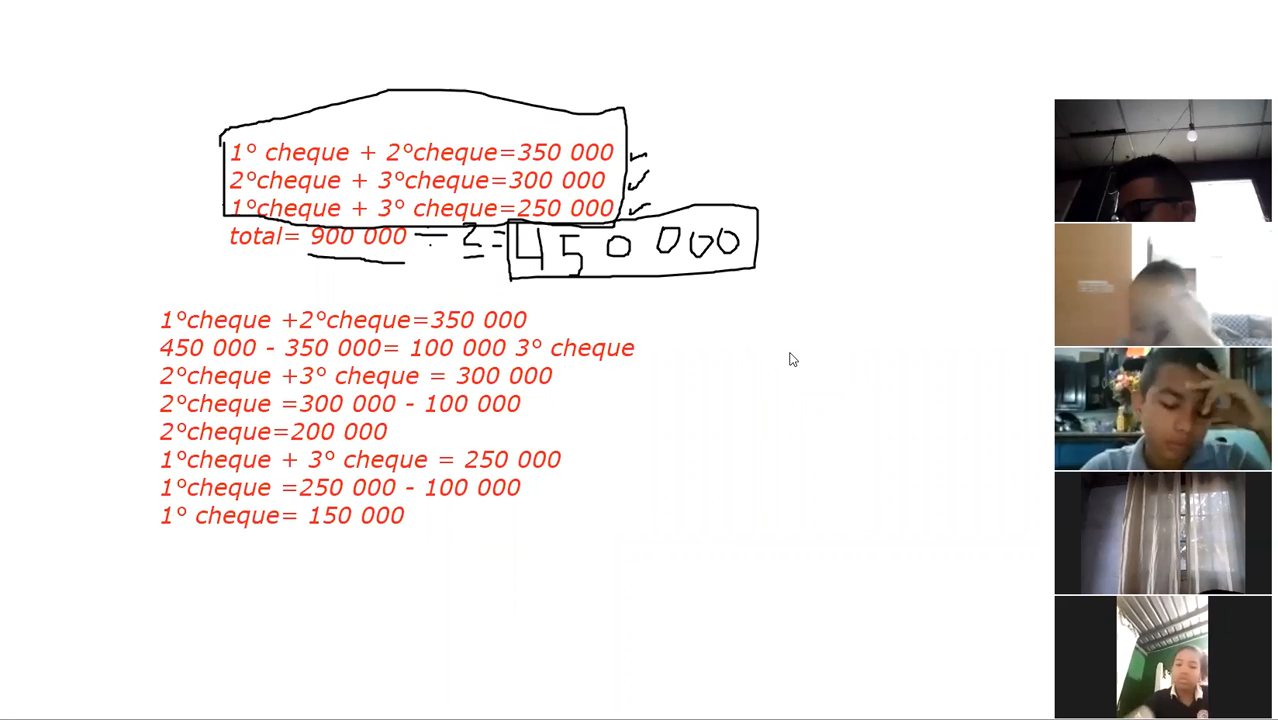 1° cheque + 2°cheque=350 000
2°cheque + 3°cheque=300 000
1°cheque + 3° cheque=250 000
total= 900 000 ÷ 2 = 450 000
1°cheque +2°cheque=350 000
450 000 - 350 000= 100 000 3° cheque
2°cheque +3° cheque = 300 000
2°cheque =300 000 - 100 000
2°cheque=200 000
1°cheque + 3° cheque = 250 000
1°cheque =250 000 - 100 000
1° cheque= 150 000